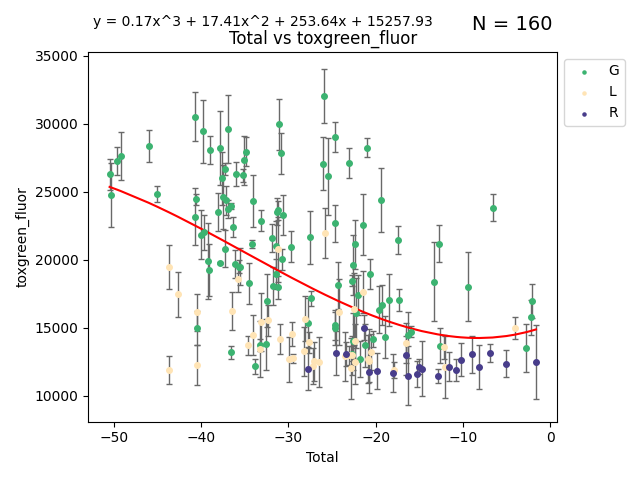 y = 0.17x^3 + 17.41x^2 + 253.64x + 15257.93
N = 160
Total vs toxgreen_fluor
35000
30000
25000
20000
15000
10000
toxgreen_fluor
−50
−40
−30
−20
−10
0
Total
G
L
R